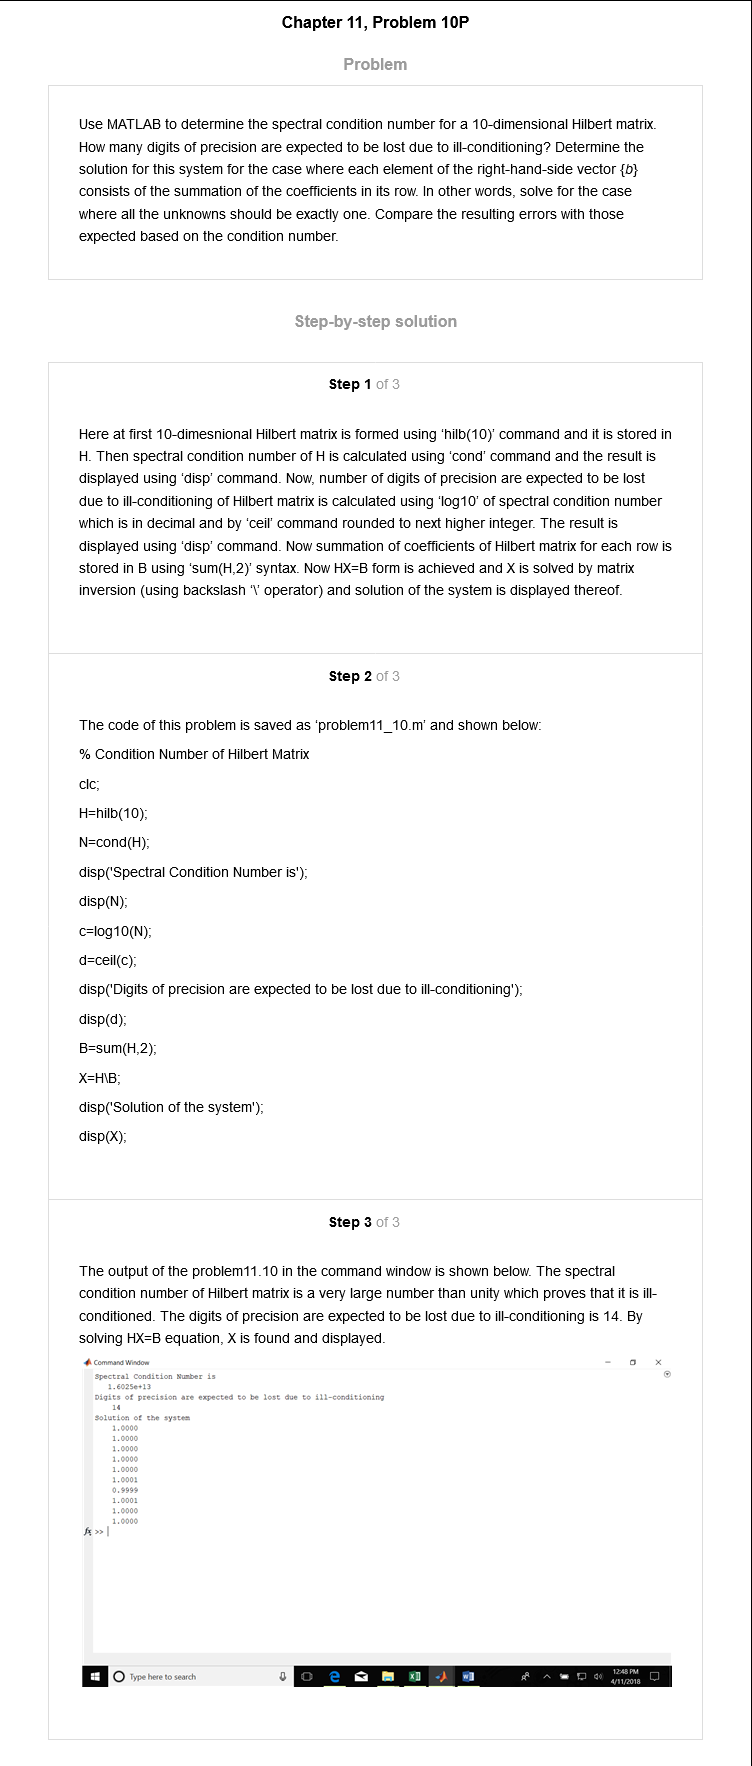 Chapter 11, Problem 10P
Problem
Use MATLAB to determine the spectral condition number for a 10-dimensional Hilbert matrix.
How many digits of precision are expected to be lost due to ill-conditioning? Determine the
solution for this system for the case where each element of the right-hand-side vector {b}
consists of the summation of the coefficients in its row. In other words, solve for the case
where all the unknowns should be exactly one. Compare the resulting errors with those
expected based on the condition number.
Step-by-step solution
Step 1 of 3
Here at first 10-dimesnional Hilbert matrix is formed using ‘hilb(10)’ command and it is stored in
H. Then spectral condition number of H is calculated using ‘cond’ command and the result is
displayed using ‘disp’ command. Now, number of digits of precision are expected to be lost
due to ill-conditioning of Hilbert matrix is calculated using ‘log10’ of spectral condition number
which is in decimal and by ‘ceil’ command rounded to next higher integer. The result is
displayed using ‘disp’ command. Now summation of coefficients of Hilbert matrix for each row is
stored in B using ‘sum(H,2)’ syntax. Now HX=B form is achieved and X is solved by matrix
inversion (using backslash ‘\’ operator) and solution of the system is displayed thereof.
Step 2 of 3
The code of this problem is saved as ‘problem11_10.m’ and shown below:
% Condition Number of Hilbert Matrix
clc;
H=hilb(10);
N=cond(H);
disp('Spectral Condition Number is');
disp(N);
c=log10(N);
d=ceil(c);
disp('Digits of precision are expected to be lost due to ill-conditioning');
disp(d);
B=sum(H,2);
X=H\B;
disp('Solution of the system');
disp(X);
Step 3 of 3
The output of the problem11.10 in the command window is shown below. The spectral
condition number of Hilbert matrix is a very large number than unity which proves that it is ill-
conditioned. The digits of precision are expected to be lost due to ill-conditioning is 14. By
solving HX=B equation, X is found and displayed.
Command Window
Spectral Condition Number is
1.6025e+13
Digits of precision are expected to be lost due to ill-conditioning
14
Solution of the system
1.0000
1.0000
1.0000
1.0000
1.0000
1.0001
0.9999
1.0001
1.0000
1.0000
fx >>
Type here to search
12:48 PM
4/11/2018